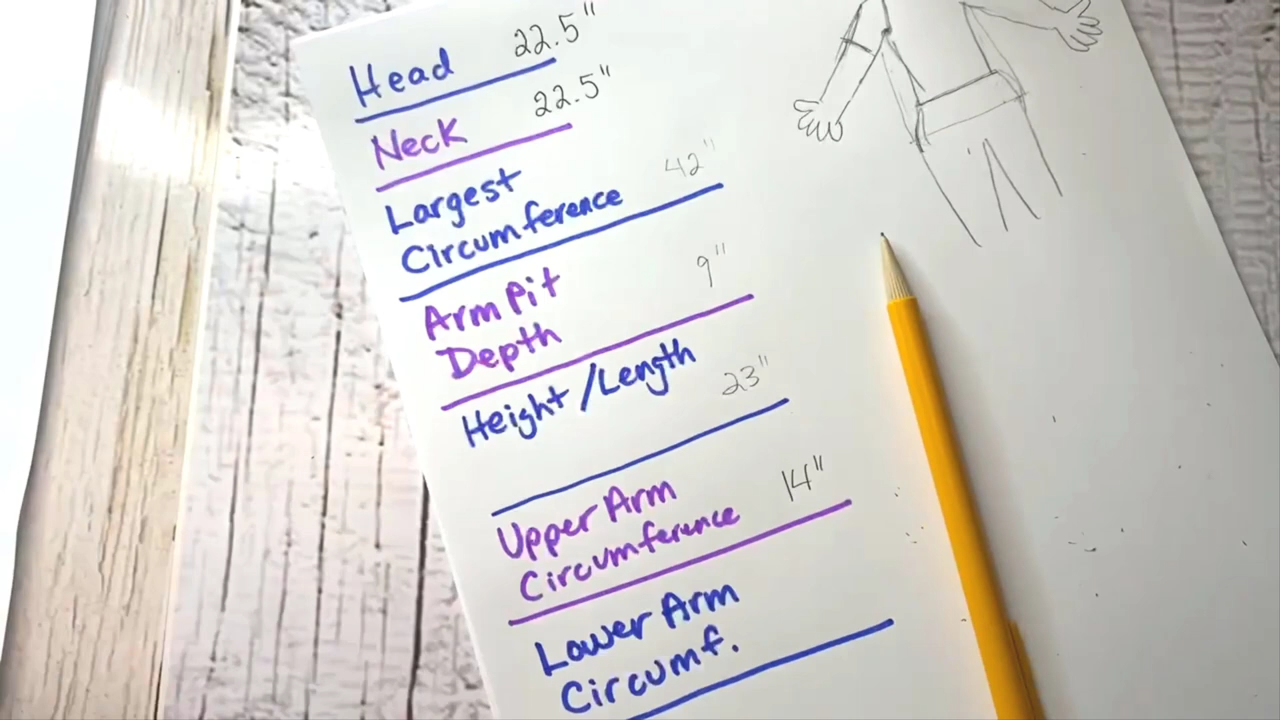 Head 22.5"
Neck 22.5"
Largest
Circumference 42"
Arm Pit
Depth 9"
Height/Length 23"
Upper Arm
Circumference 14"
Lower Arm
Circumf.